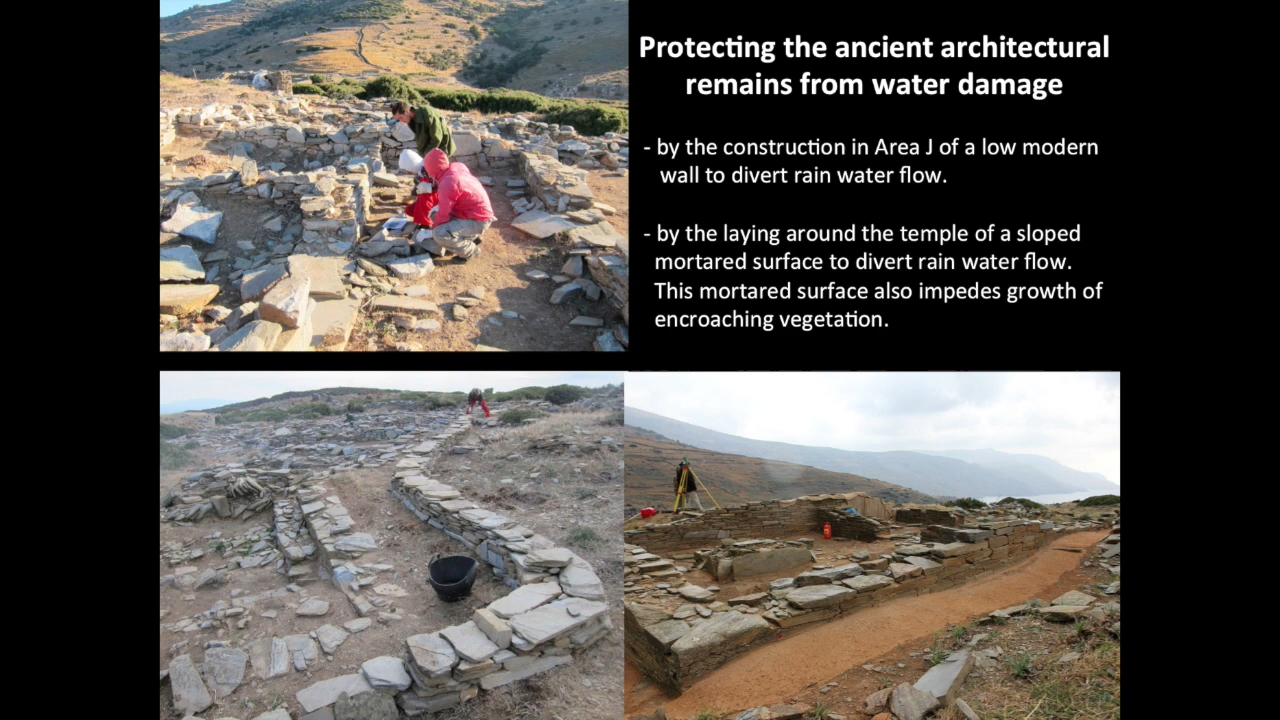 Protecting the ancient architectural
remains from water damage
- by the construction in Area J of a low modern
wall to divert rain water flow.
- by the laying around the temple of a sloped
mortared surface to divert rain water flow.
This mortared surface also impedes growth of
encroaching vegetation.